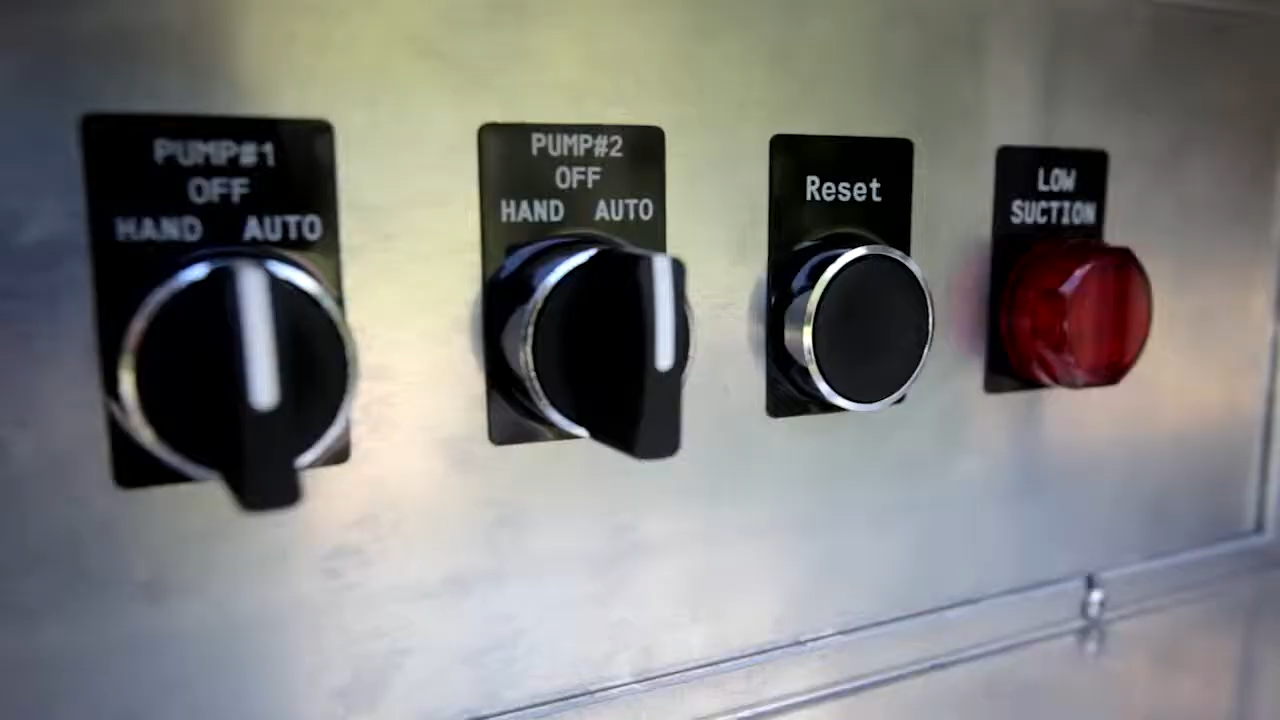 PUMP#1
OFF
HAND AUTO
PUMP#2
OFF
HAND AUTO
Reset
LOW
SUCTION